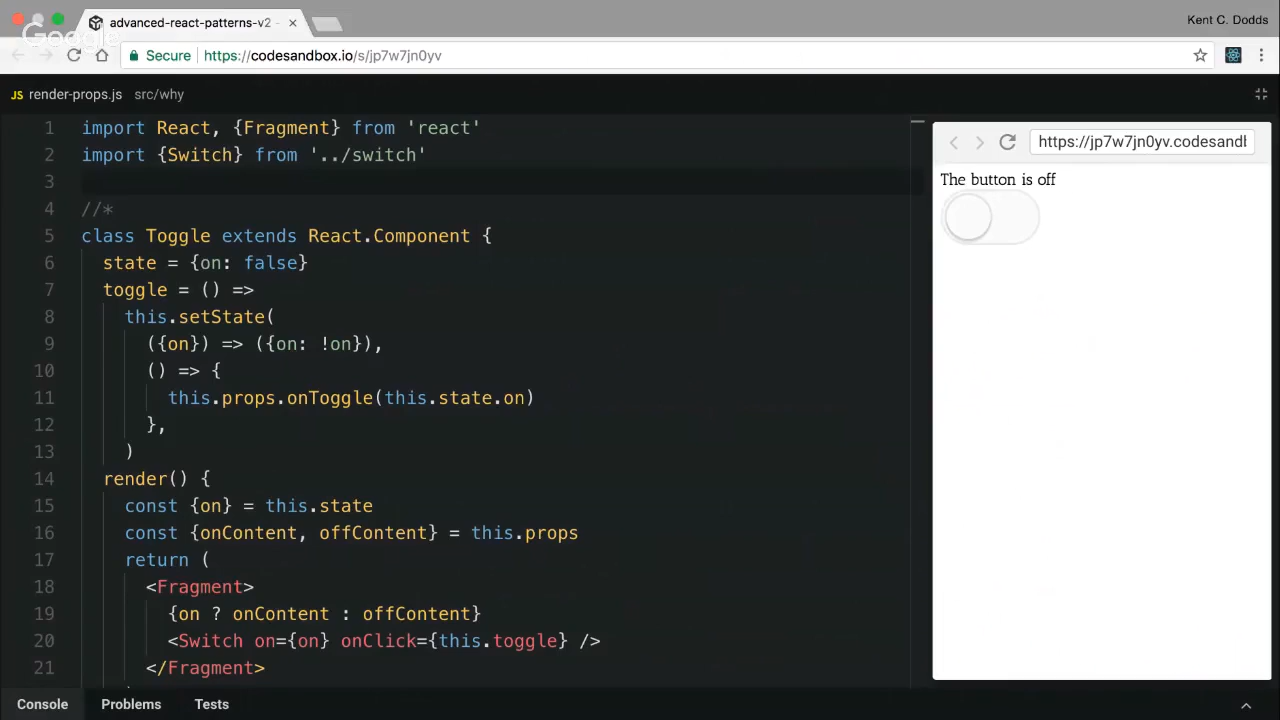 advanced-react-patterns-v2 -
Kent C. Dodds
Google
Secure https://codesandbox.io/s/jp7w7jn0yv
JS render-props.js src/why
1 import React, {Fragment} from 'react'
2 import {Switch} from '../switch'
3
4 //*
5 class Toggle extends React.Component {
6 state = {on: false}
7 toggle = () =>
8 this.setState(
9 ({on}) => ({on: !on}),
10 () => {
11 this.props.onToggle(this.state.on)
12 },
13 )
14 render() {
15 const {on} = this.state
16 const {onContent, offContent} = this.props
17 return (
18 <Fragment>
19 {on ? onContent : offContent}
20 <Switch on={on} onClick={this.toggle} />
21 </Fragment>
https://jp7w7jn0yv.codesandb
The button is off
Console Problems Tests